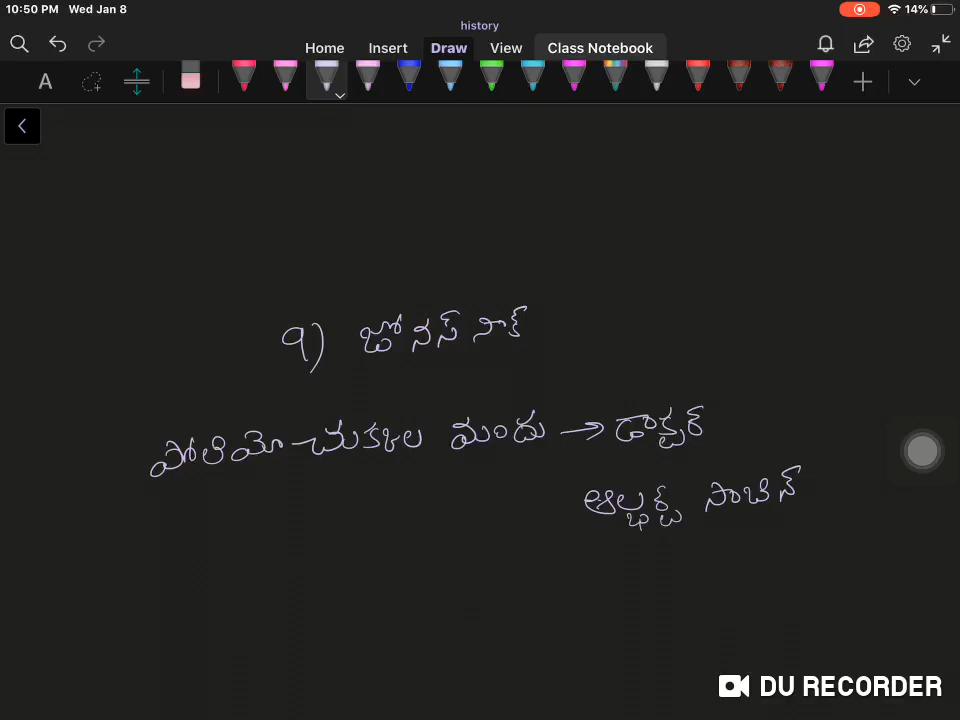 10:50 PM Wed Jan 8
14%
history
Home Insert Draw View Class Notebook
A
9) జోనస్ సాక్
పోలియో చుక్కల మందు → డాక్టర్
ఆల్బర్ట్ సాబిన్
DU RECORDER